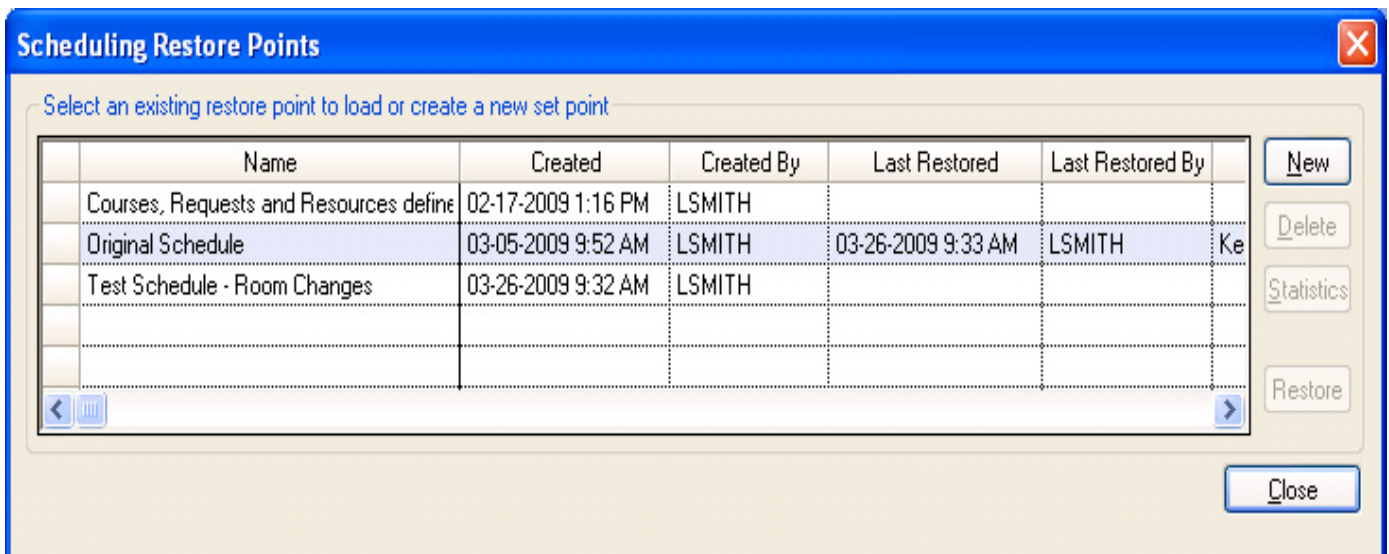 Scheduling Restore Points
Select an existing restore point to load or create a new set point
Name Created Created By Last Restored Last Restored By New
Courses, Requests and Resources define 02-17-2009 1:16 PM LSMITH
Original Schedule 03-05-2009 9:52 AM LSMITH 03-26-2009 9:33 AM LSMITH Ke Delete
Test Schedule - Room Changes 03-26-2009 9:32 AM LSMITH Statistics
Restore
Close